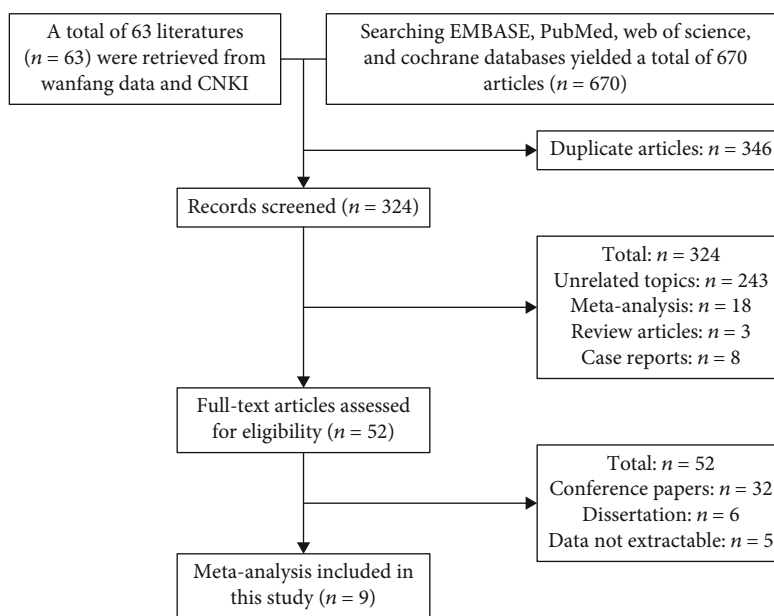 A total of 63 literatures
(n = 63) were retrieved from
wanfang data and CNKI
Searching EMBASE, PubMed, web of science,
and cochrane databases yielded a total of 670
articles (n = 670)
Duplicate articles: n = 346
Records screened (n = 324)
Total: n = 324
Unrelated topics: n = 243
Meta-analysis: n = 18
Review articles: n = 3
Case reports: n = 8
Full-text articles assessed
for eligibility (n = 52)
Total: n = 52
Conference papers: n = 32
Dissertation: n = 6
Data not extractable: n = 5
Meta-analysis included in
this study (n = 9)